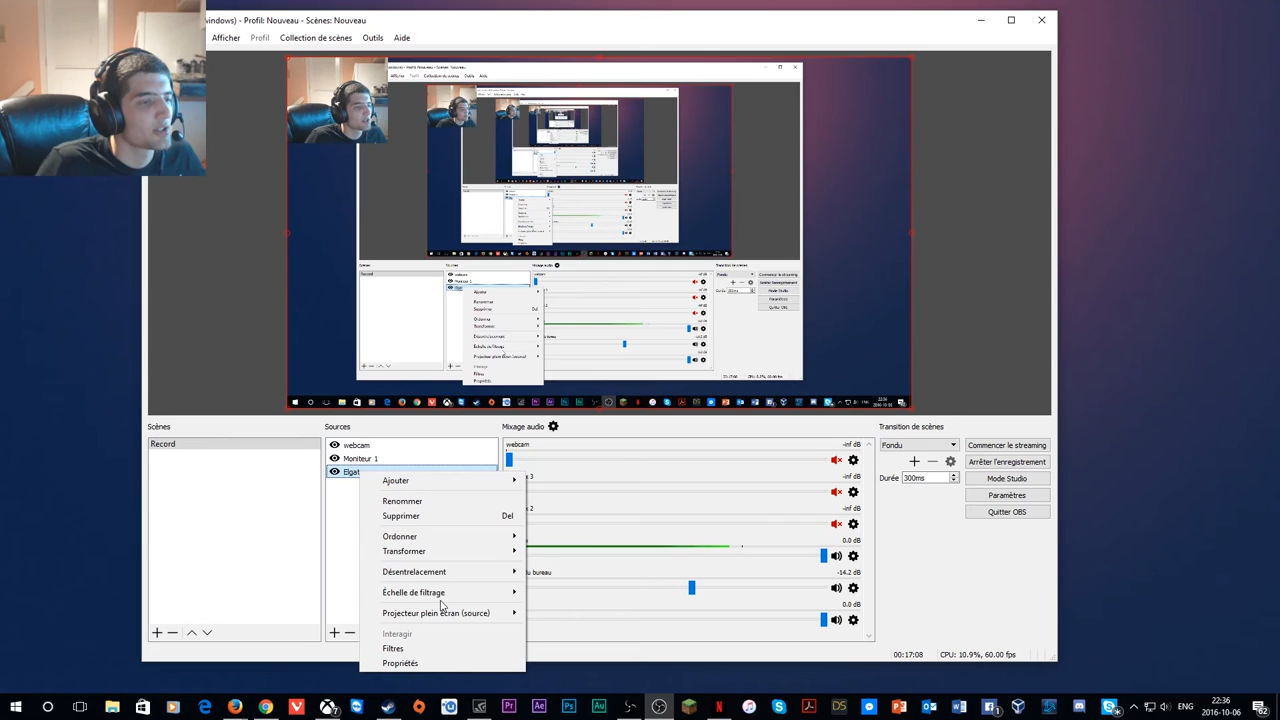 windows) - Profil: Nouveau - Scènes: Nouveau
Afficher Profil Collection de scènes Outils Aide
Scènes Sources Mixage audio Transition de scènes
Record
webcam
Moniteur 1
Elgat
Ajouter
Renommer
Supprimer Del
Ordonner
Transformer
Désentrelacement
Échelle de filtrage
Projecteur plein écran (source)
Interagir
Filtres
Propriétés
webcam -inf dB
x 3 -inf dB
x 2 -inf dB
0.0 dB
du bureau -14.2 dB
0.0 dB
Fondu
Durée 300ms
Commencer le streaming
Arrêter l'enregistrement
Mode Studio
Paramètres
Quitter OBS
00:17:08 CPU: 10.9%, 60.00 fps
ENG 22:36
2016-10-06